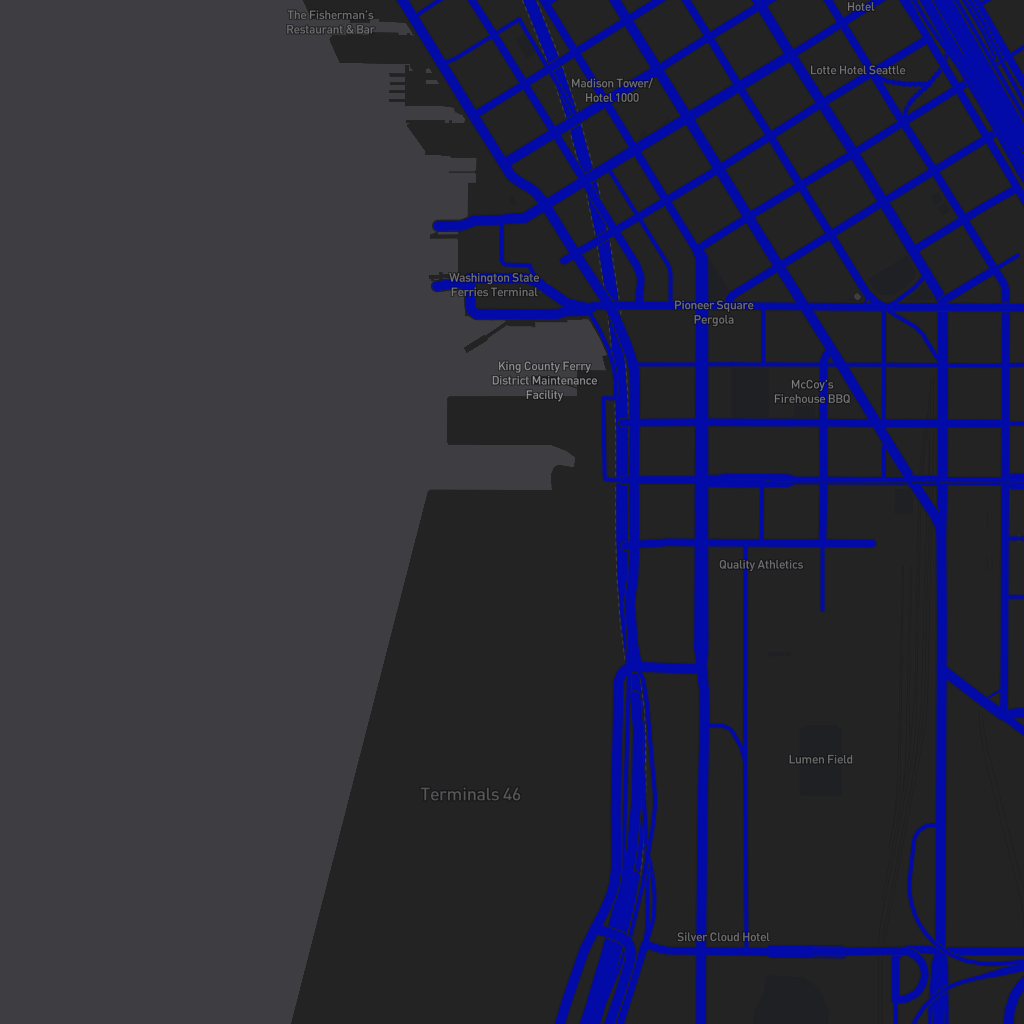 The Fisherman's
Restaurant & Bar
Hotel
Lotte Hotel Seattle
Madison Tower/
Hotel 1000
Washington State
Ferries Terminal
Pioneer Square
Pergola
King County Ferry
District Maintenance
Facility
McCoy's
Firehouse BBQ
Quality Athletics
Lumen Field
Terminals 46
Silver Cloud Hotel